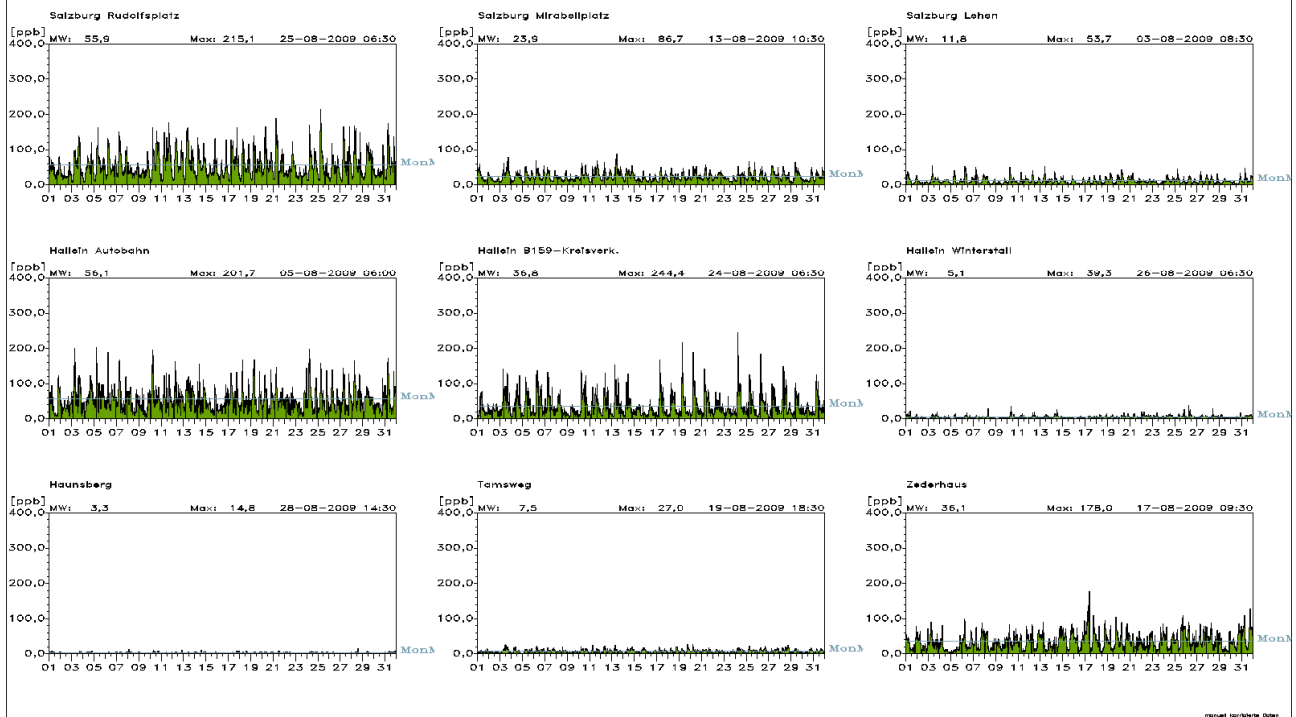 Salzburg Rudolfsplatz
[ppb] MW: 55,9 Max: 215,1 25-08-2009 06:30
400,0
300,0
200,0
100,0
0,0
MonM
01 03 05 07 09 11 13 15 17 19 21 23 25 27 29 31
Salzburg Mirabellplatz
[ppb] MW: 23,9 Max: 86,7 13-08-2009 10:30
400,0
300,0
200,0
100,0
0,0
MonM
01 03 05 07 09 11 13 15 17 19 21 23 25 27 29 31
Salzburg Lehen
[ppb] MW: 11,8 Max: 53,7 03-08-2009 08:30
400,0
300,0
200,0
100,0
0,0
MonM
01 03 05 07 09 11 13 15 17 19 21 23 25 27 29 31
Hallein Autobahn
[ppb] MW: 56,1 Max: 201,7 05-08-2009 06:00
400,0
300,0
200,0
100,0
0,0
MonM
01 03 05 07 09 11 13 15 17 19 21 23 25 27 29 31
Hallein B159-Kreisverk.
[ppb] MW: 36,8 Max: 244,4 24-08-2009 06:30
400,0
300,0
200,0
100,0
0,0
MonM
01 03 05 07 09 11 13 15 17 19 21 23 25 27 29 31
Hallein Winterstall
[ppb] MW: 5,1 Max: 39,3 26-08-2009 06:30
400,0
300,0
200,0
100,0
0,0
MonM
01 03 05 07 09 11 13 15 17 19 21 23 25 27 29 31
Haunsberg
[ppb] MW: 3,3 Max: 14,8 28-08-2009 14:30
400,0
300,0
200,0
100,0
0,0
MonM
01 03 05 07 09 11 13 15 17 19 21 23 25 27 29 31
Tamsweg
[ppb] MW: 7,5 Max: 27,0 19-08-2009 18:30
400,0
300,0
200,0
100,0
0,0
MonM
01 03 05 07 09 11 13 15 17 19 21 23 25 27 29 31
Zederhaus
[ppb] MW: 36,1 Max: 178,0 17-08-2009 09:30
400,0
300,0
200,0
100,0
0,0
MonM
01 03 05 07 09 11 13 15 17 19 21 23 25 27 29 31
manuell korrigierte Daten